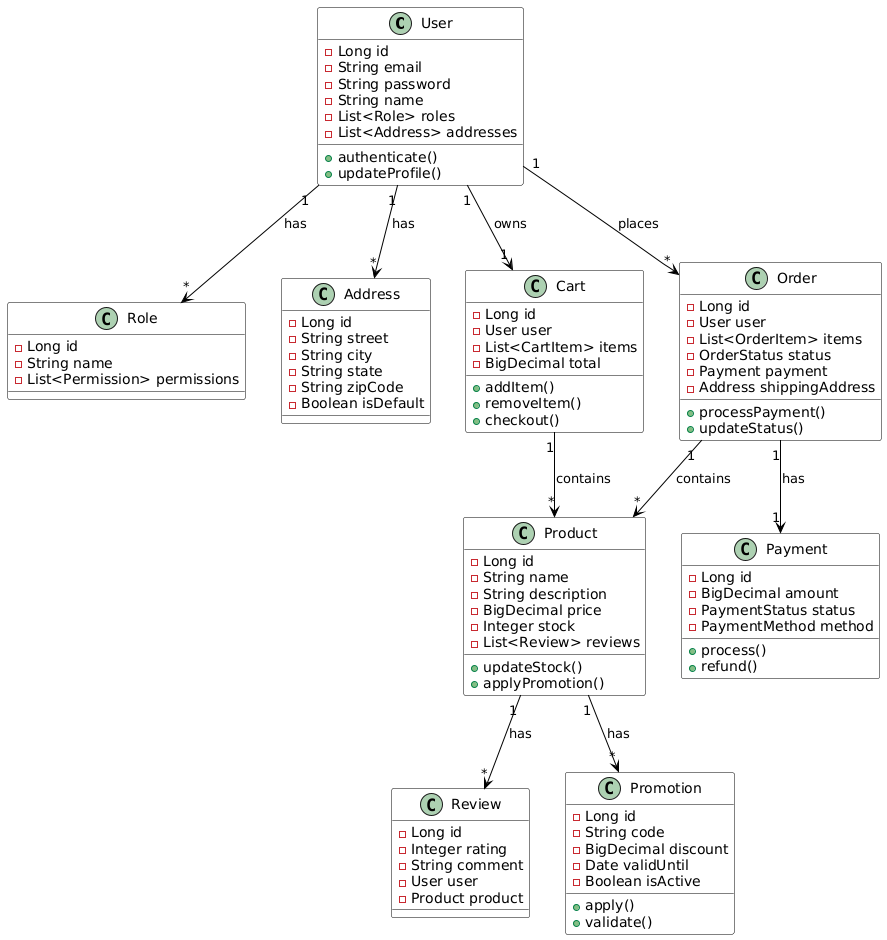 C User
Long id
String email
String password
String name
List<Role> roles
List<Address> addresses
authenticate()
updateProfile()
1
has
*
1
has
*
1
owns
1
1
places
*
C Role
Long id
String name
List<Permission> permissions
C Address
Long id
String street
String city
String state
String zipCode
Boolean isDefault
C Cart
Long id
User user
List<CartItem> items
BigDecimal total
addItem()
removeItem()
checkout()
C Order
Long id
User user
List<OrderItem> items
OrderStatus status
Payment payment
Address shippingAddress
processPayment()
updateStatus()
1
contains
*
1
contains
*
1
has
1
C Product
Long id
String name
String description
BigDecimal price
Integer stock
List<Review> reviews
updateStock()
applyPromotion()
C Payment
Long id
BigDecimal amount
PaymentStatus status
PaymentMethod method
process()
refund()
1
has
*
1
has
*
C Review
Long id
Integer rating
String comment
User user
Product product
C Promotion
Long id
String code
BigDecimal discount
Date validUntil
Boolean isActive
apply()
validate()